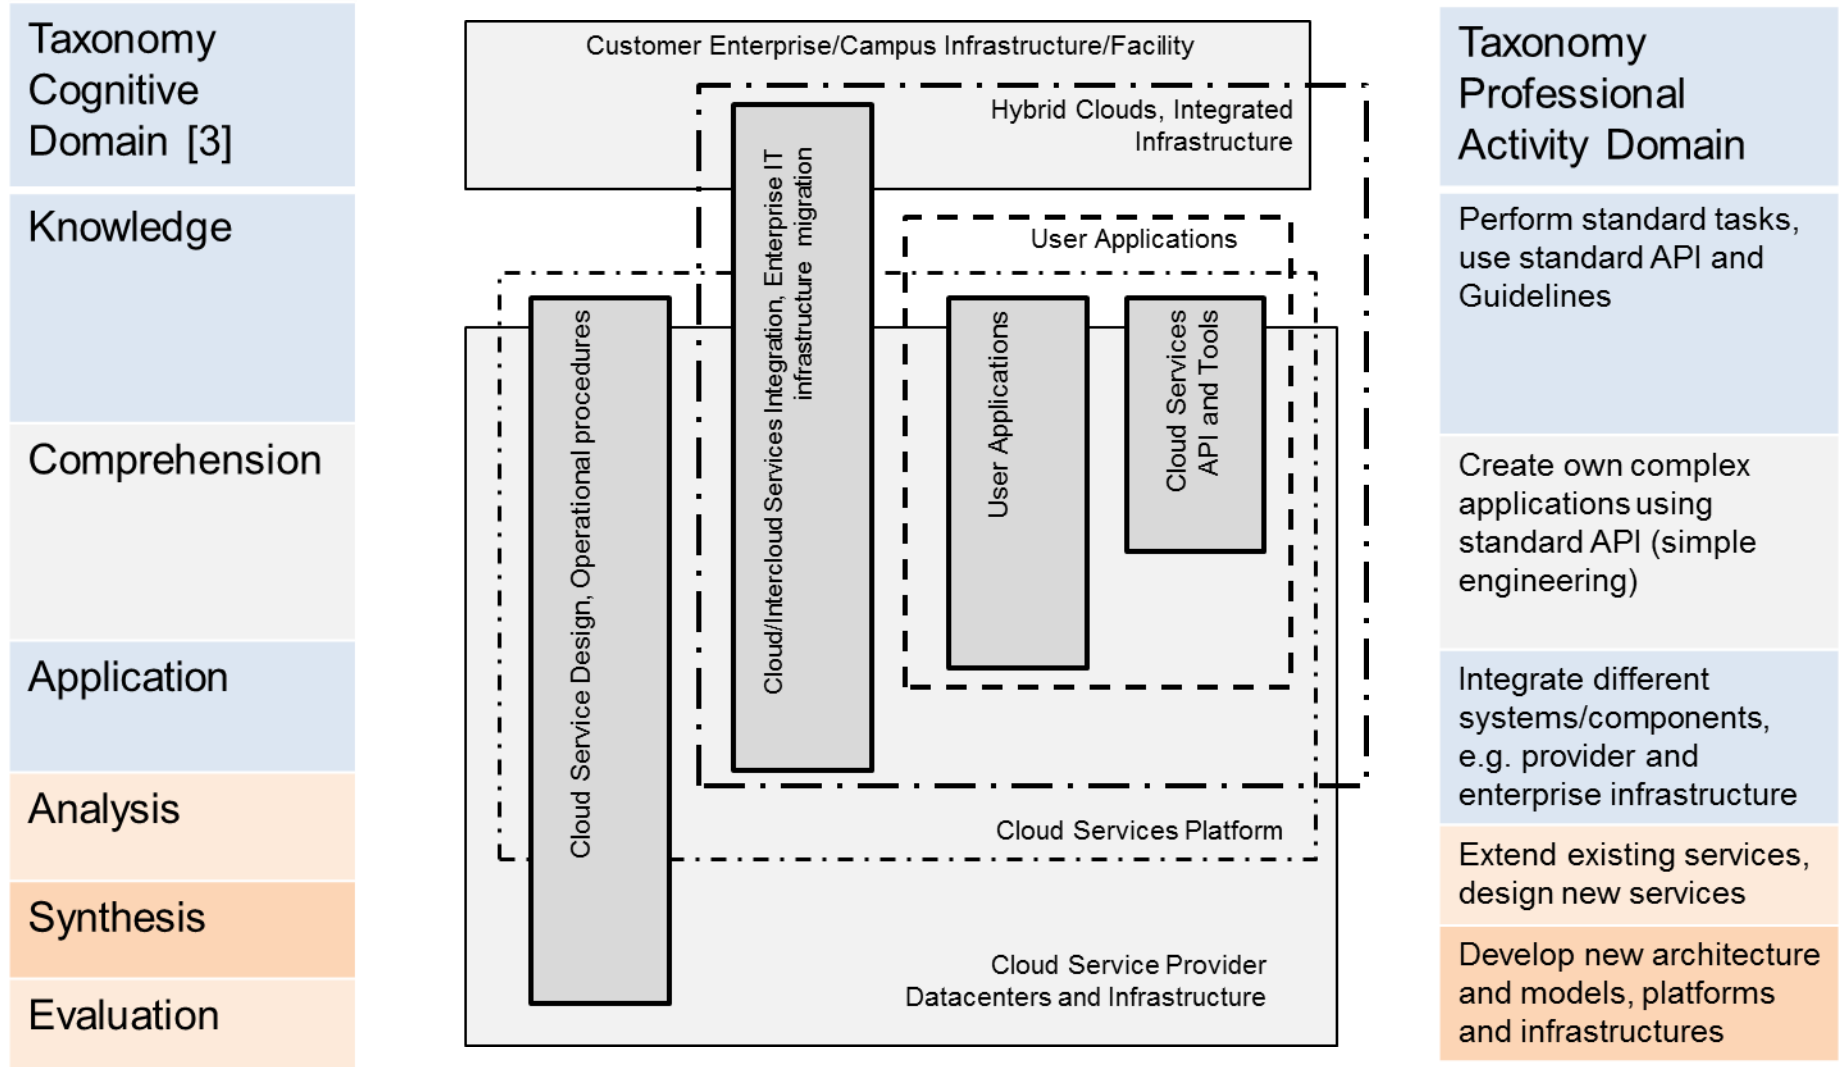 Taxonomy
Cognitive
Domain [3]
Knowledge
Comprehension
Application
Analysis
Synthesis
Evaluation
Customer Enterprise/Campus Infrastructure/Facility
Hybrid Clouds, Integrated
Infrastructure
User Applications
Cloud Service Design, Operational procedures
Cloud/Intercloud Services Integration, Enterprise IT
infrastructure migration
User Applications
Cloud Services
API and Tools
Cloud Services Platform
Cloud Service Provider
Datacenters and Infrastructure
Taxonomy
Professional
Activity Domain
Perform standard tasks,
use standard API and
Guidelines
Create own complex
applications using
standard API (simple
engineering)
Integrate different
systems/components,
e.g. provider and
enterprise infrastructure
Extend existing services,
design new services
Develop new architecture
and models, platforms
and infrastructures